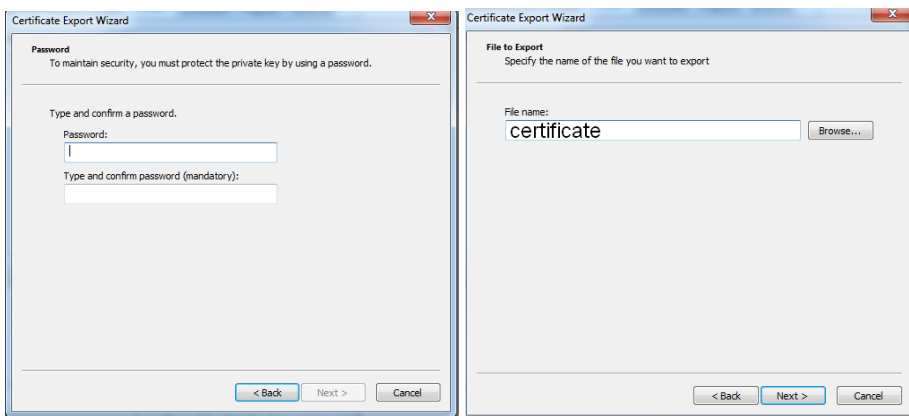 Certificate Export Wizard
Password
To maintain security, you must protect the private key by using a password.
Type and confirm a password.
Password:
Type and confirm password (mandatory):
< Back
Next >
Cancel
Certificate Export Wizard
File to Export
Specify the name of the file you want to export
File name:
certificate
Browse...
< Back
Next >
Cancel